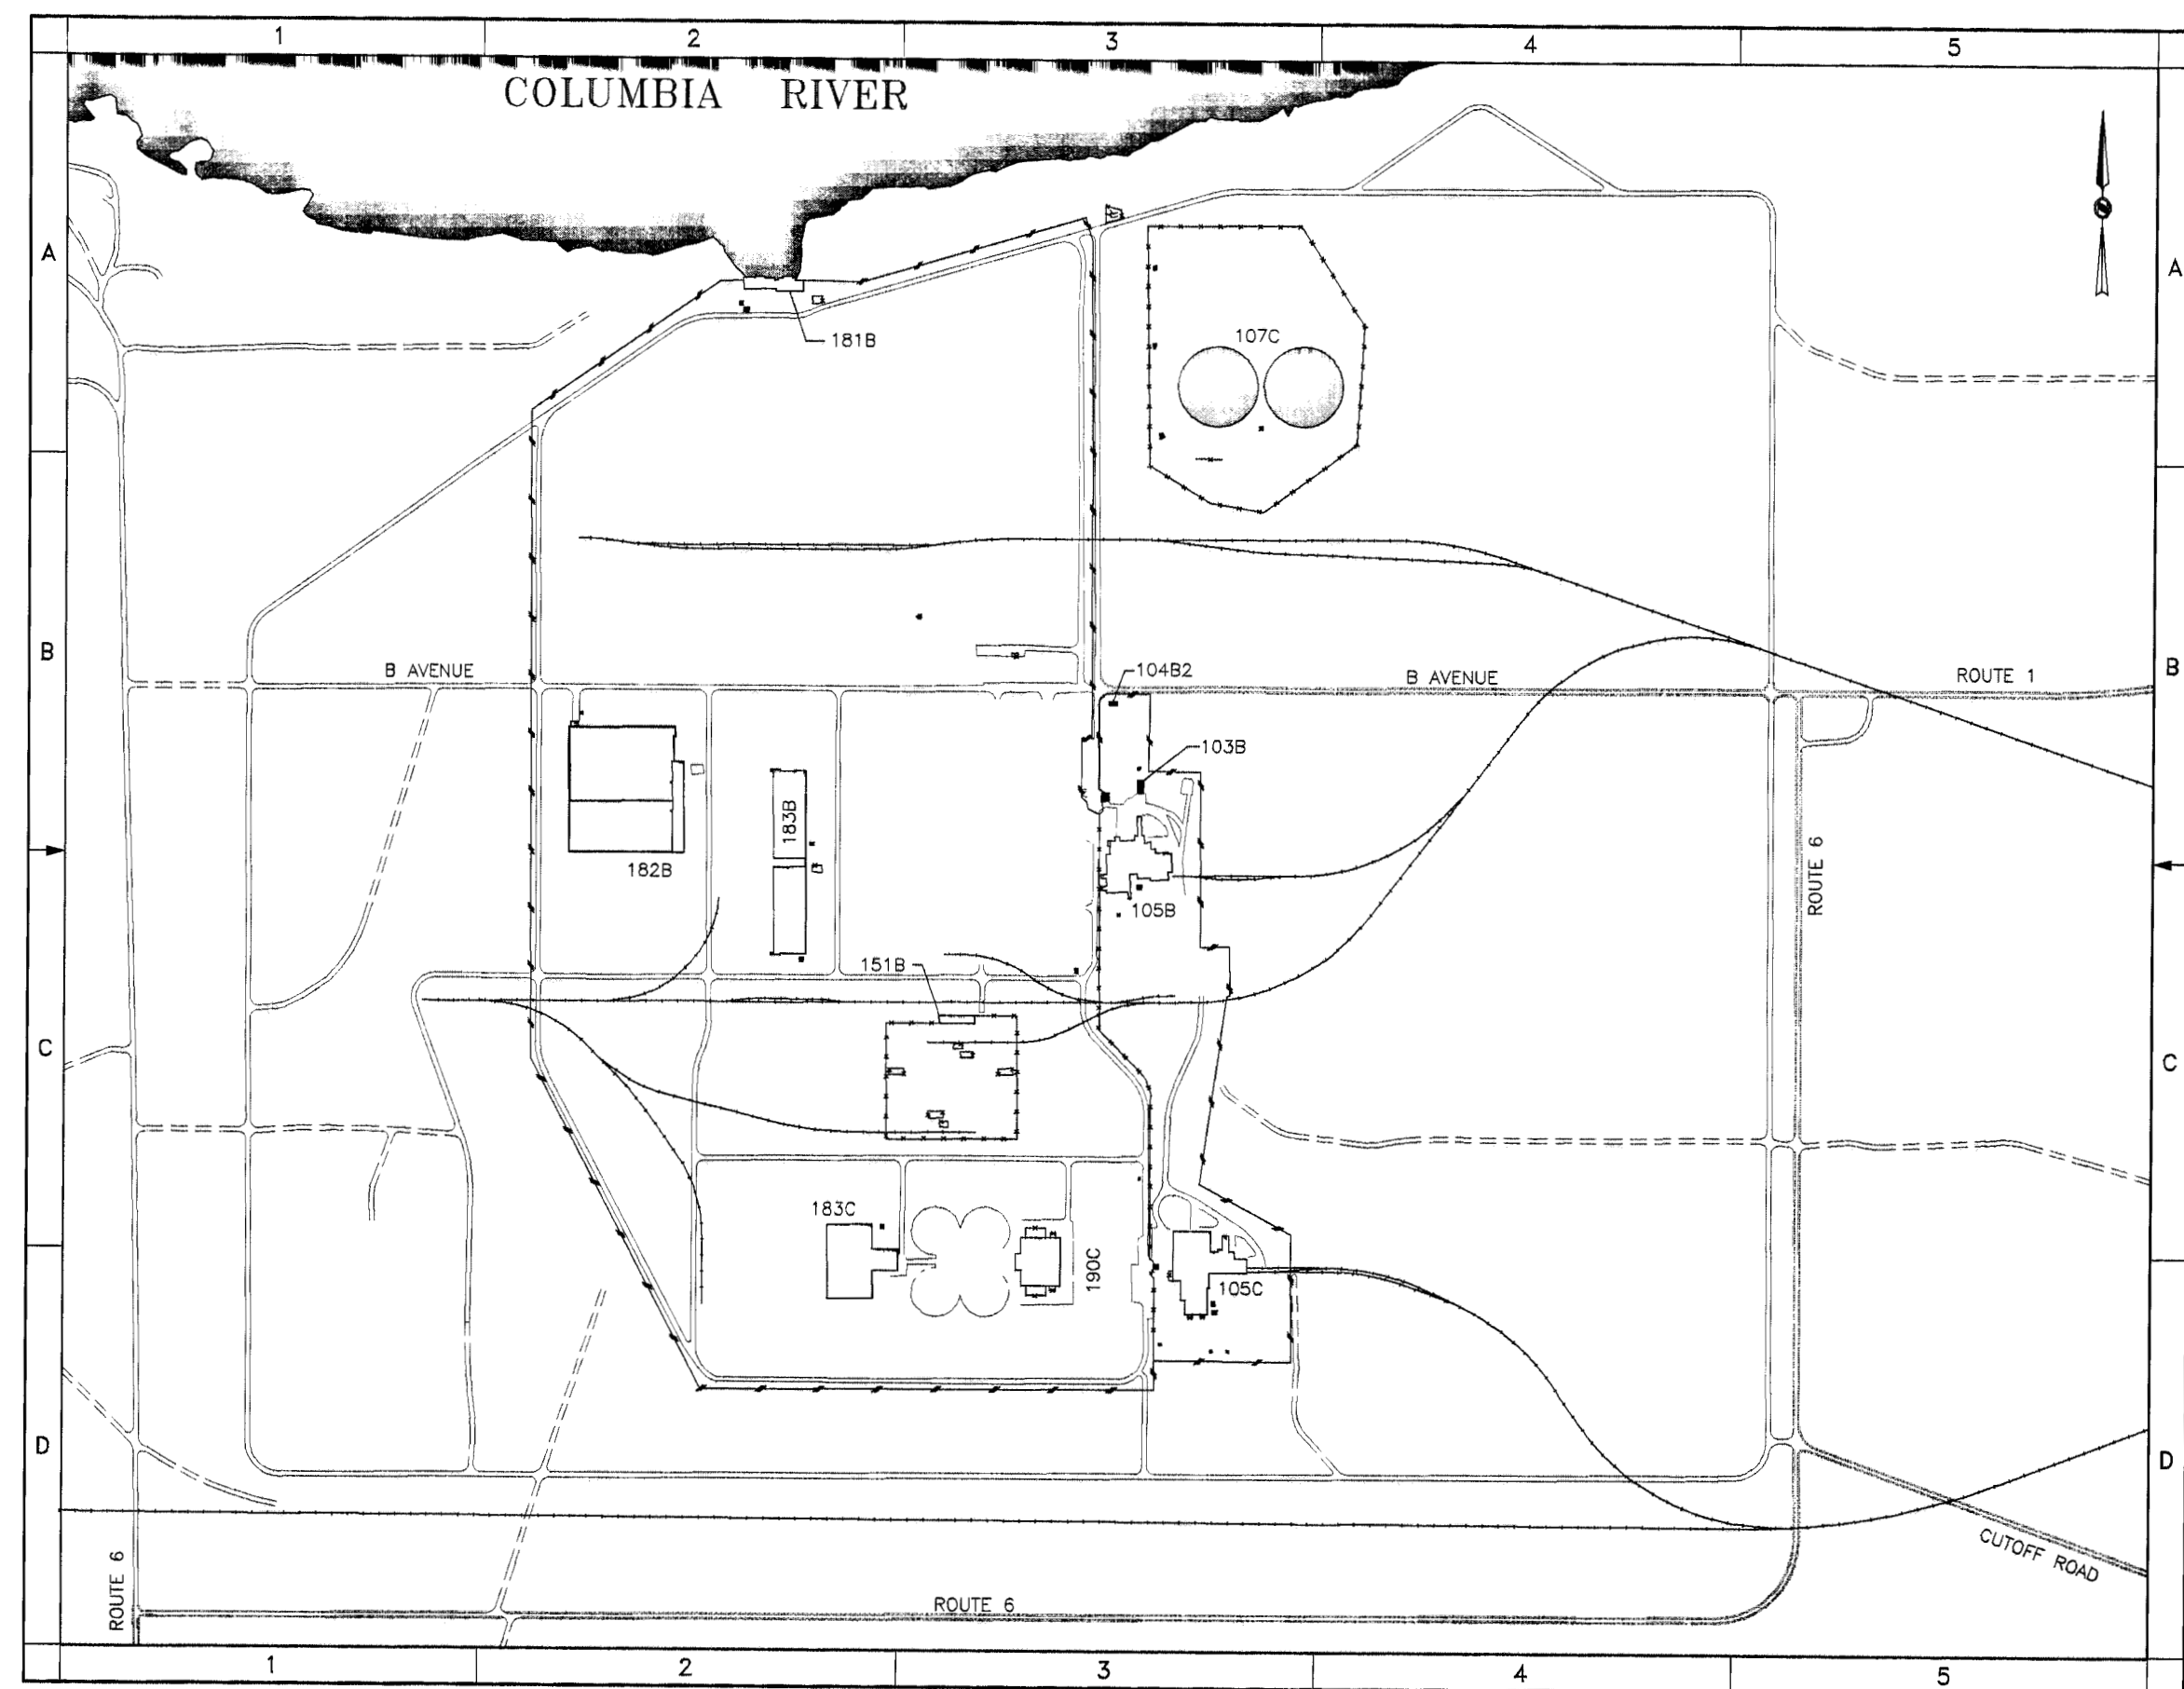 1 2 3 4 5
COLUMBIA RIVER
A A
181B
107C
B B
B AVENUE
104B2
B AVENUE
ROUTE 1
103B
183B
182B
ROUTE 6
105B
151B
C C
183C
190C
105C
D D
CUTOFF ROAD
ROUTE 6
ROUTE 6
1 2 3 4 5